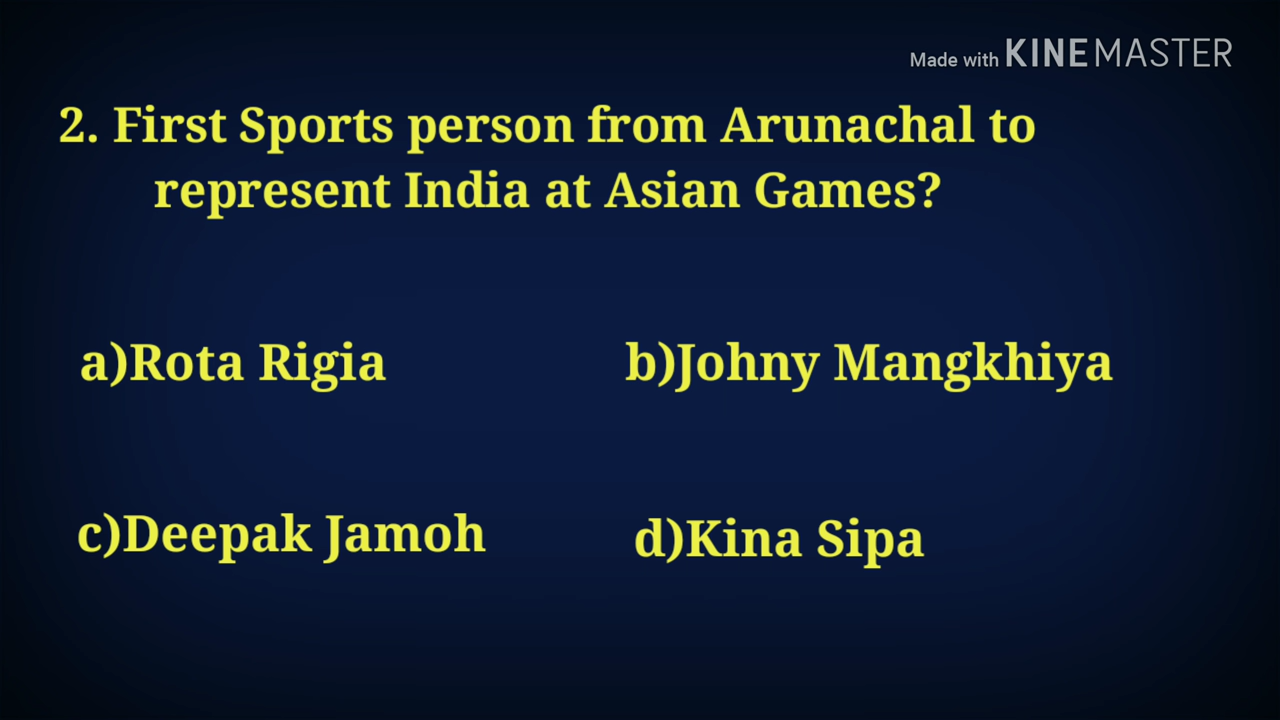 Made with KINEMASTER
2. First Sports person from Arunachal to
represent India at Asian Games?
a)Rota Rigia
b)Johny Mangkhiya
c)Deepak Jamoh
d)Kina Sipa